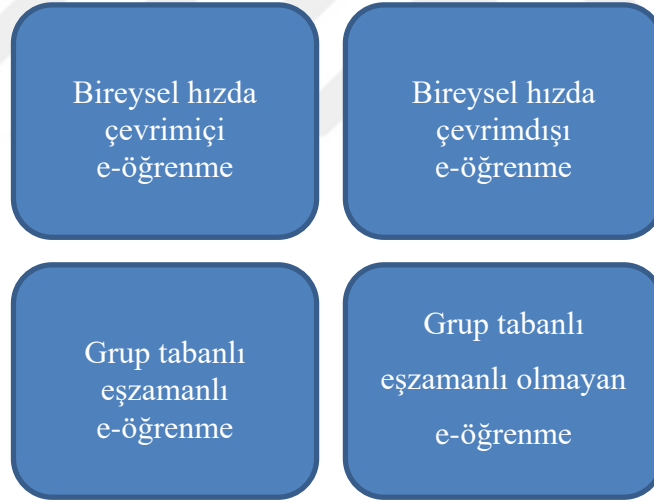 Bireysel hızda
çevrimiçi
e-öğrenme
Bireysel hızda
çevrimdışı
e-öğrenme
Grup tabanlı
eşzamanlı
e-öğrenme
Grup tabanlı
eşzamanlı olmayan
e-öğrenme